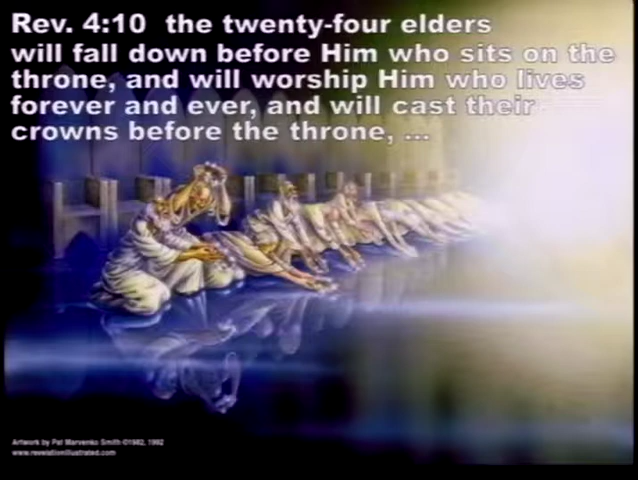 Rev. 4:10 the twenty-four elders
will fall down before Him who sits on the
throne, and will worship Him who lives
forever and ever, and will cast their
crowns before the throne, ...
Artwork by Pat Marvenko Smith ©1982, 1992
www.revelationillustrated.com